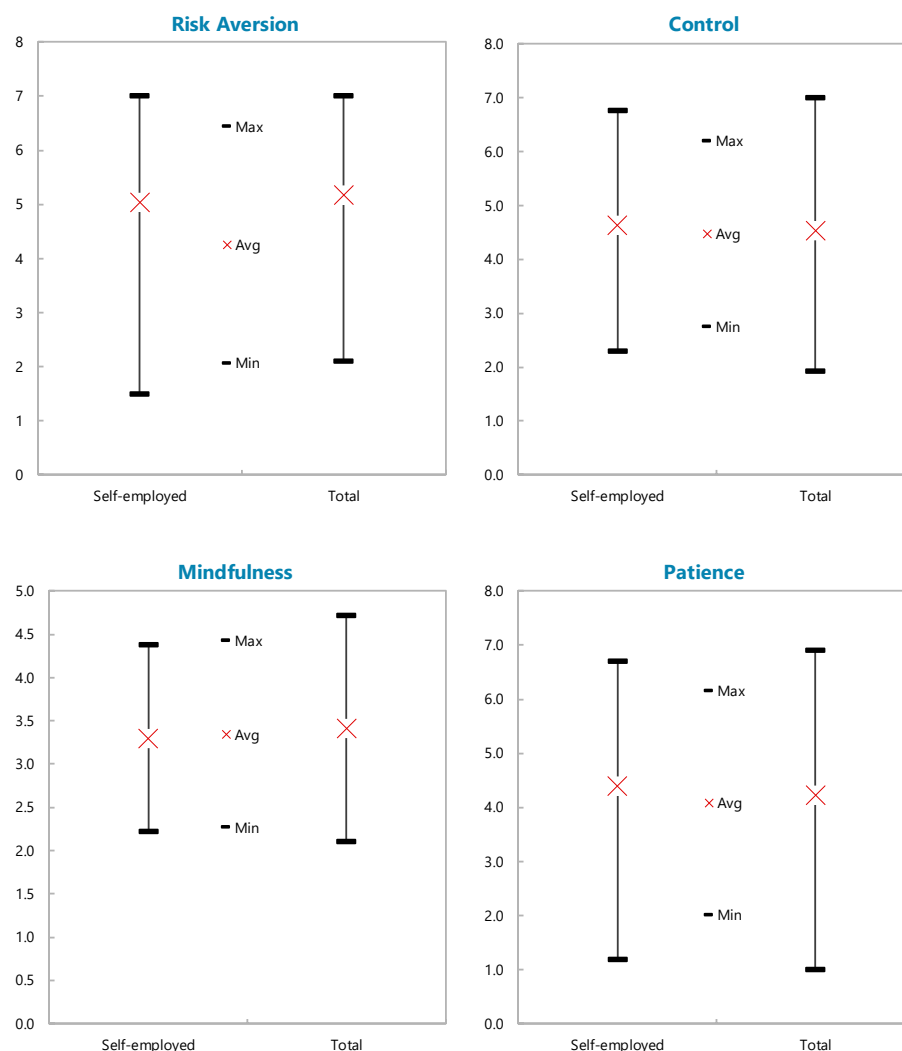 Risk Aversion
8
7
6
5
4
3
2
1
0
Max
Avg
Min
Self-employed Total
Control
8.0
7.0
6.0
5.0
4.0
3.0
2.0
1.0
0.0
Max
Avg
Min
Self-employed Total
Mindfulness
5.0
4.5
4.0
3.5
3.0
2.5
2.0
1.5
1.0
0.5
0.0
Max
Avg
Min
Self-employed Total
Patience
8.0
7.0
6.0
5.0
4.0
3.0
2.0
1.0
0.0
Max
Avg
Min
Self-employed Total